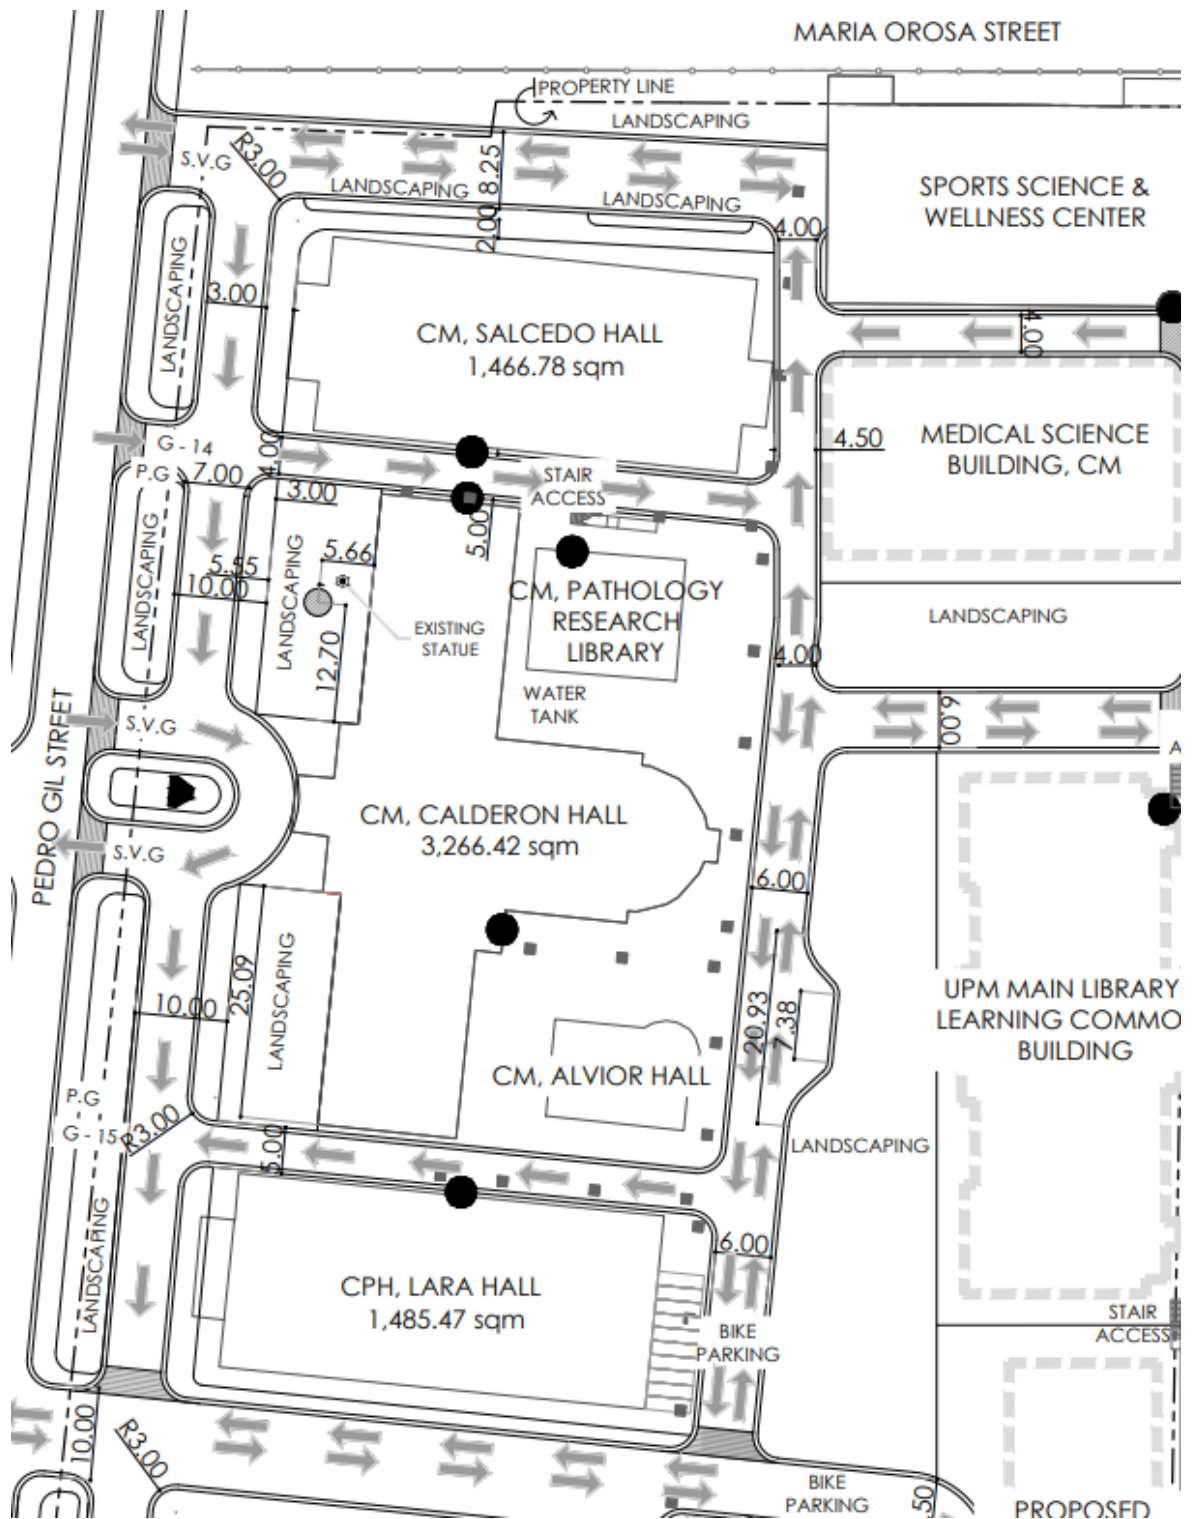 MARIA OROSA STREET
PROPERTY LINE
LANDSCAPING
S.V.G
R3.00
8.25
LANDSCAPING
LANDSCAPING
2.00
4.00
SPORTS SCIENCE &
WELLNESS CENTER
LANDSCAPING
3.00
CM, SALCEDO HALL
1,466.78 sqm
4.00
4.50
MEDICAL SCIENCE
BUILDING, CM
G - 14
P.G
7.00
4.00
3.00
STAIR
ACCESS
5.00
LANDSCAPING
5.55
10.00
LANDSCAPING
5.66
12.70
EXISTING
STATUE
CM, PATHOLOGY
RESEARCH
LIBRARY
WATER
TANK
LANDSCAPING
4.00
6.00
PEDRO GIL STREET
S.V.G
A
CM, CALDERON HALL
3,266.42 sqm
S.V.G
6.00
25.09
LANDSCAPING
10.00
20.93
7.38
UPM MAIN LIBRARY
LEARNING COMMO
BUILDING
CM, ALVIOR HALL
P.G
G - 15
R3.00
5.00
LANDSCAPING
LANDSCAPING
6.00
CPH, LARA HALL
1,485.47 sqm
BIKE
PARKING
STAIR
ACCESS
10.00
R3.00
BIKE
PARKING
.50
PROPOSED